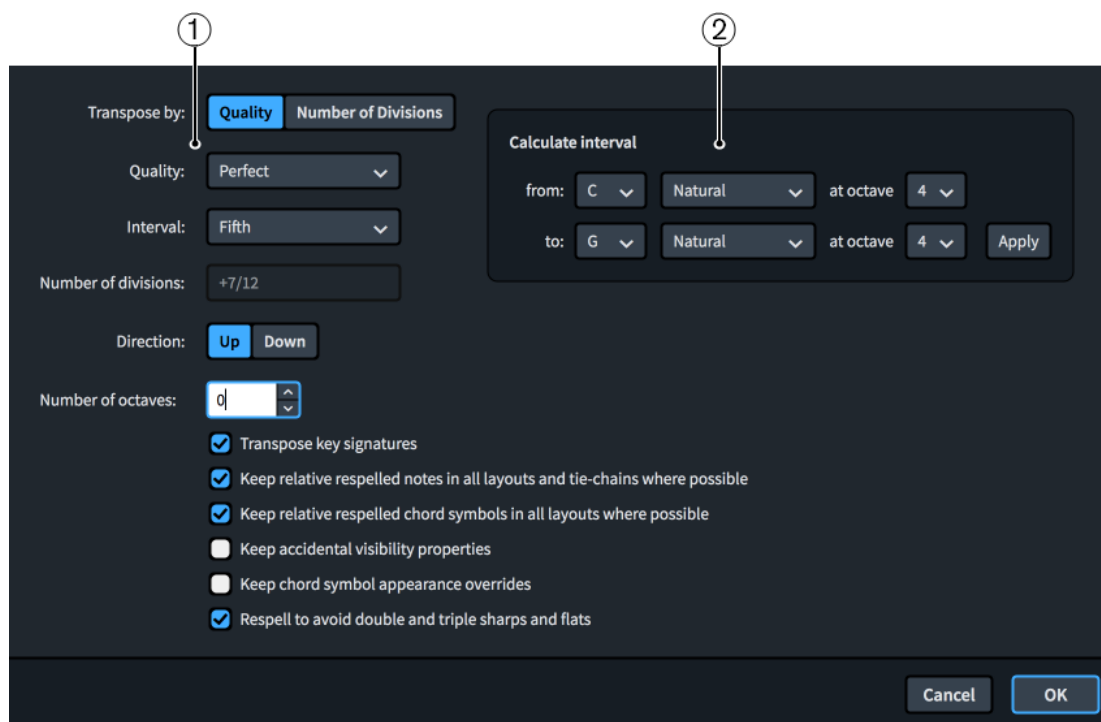 ① ②
Transpose by: Quality Number of Divisions
Calculate interval
Quality: Perfect
from: C Natural at octave 4
Interval: Fifth
to: G Natural at octave 4 Apply
Number of divisions: +7/12
Direction: Up Down
Number of octaves: 0
Transpose key signatures
Keep relative respelled notes in all layouts and tie-chains where possible
Keep relative respelled chord symbols in all layouts where possible
Keep accidental visibility properties
Keep chord symbol appearance overrides
Respell to avoid double and triple sharps and flats
Cancel OK